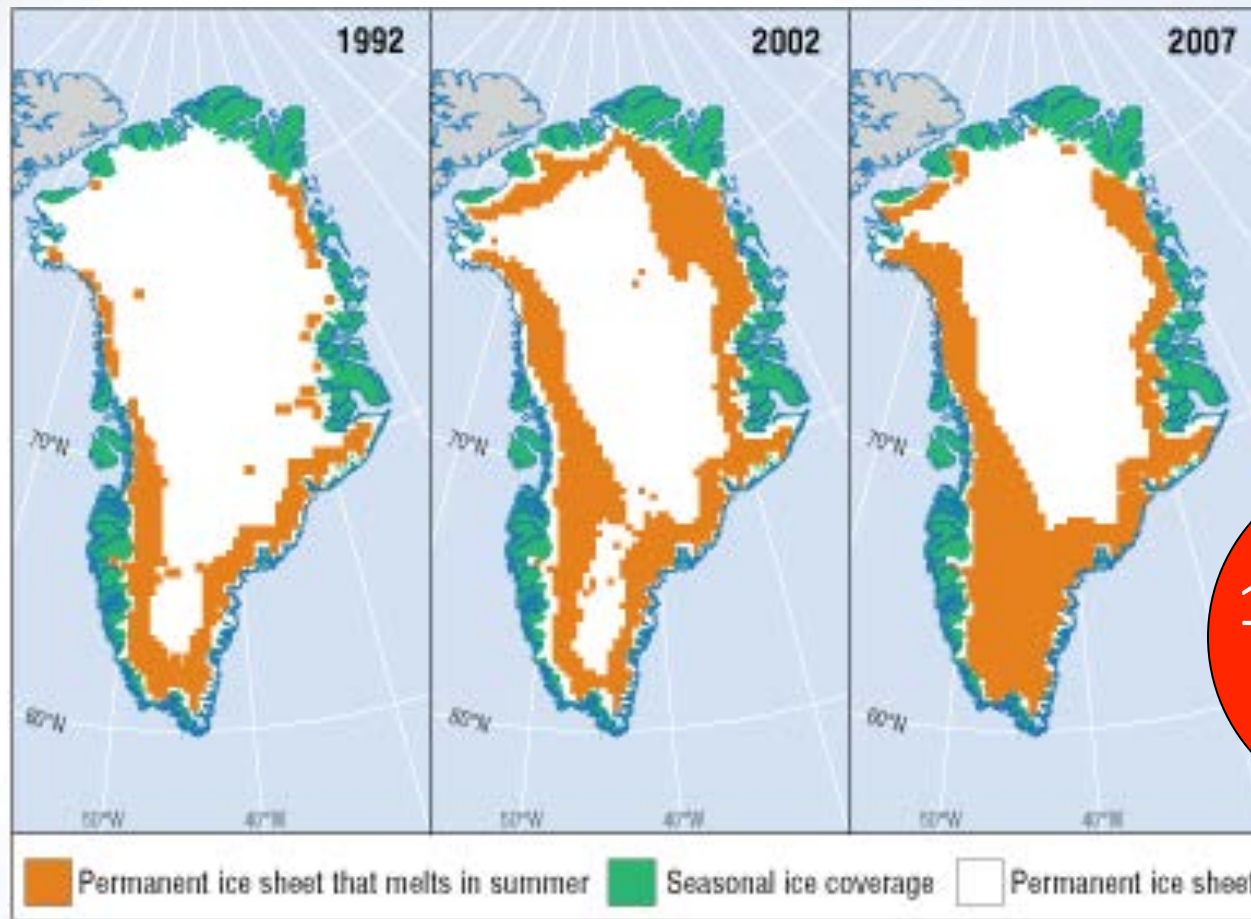 1992
2002
2007
70°N
70°N
70°N
60°N
60°N
60°N
50°W 40°W
50°W 40°W
50°W 40°W
Permanent ice sheet that melts in summer
Seasonal ice coverage
Permanent ice sheet